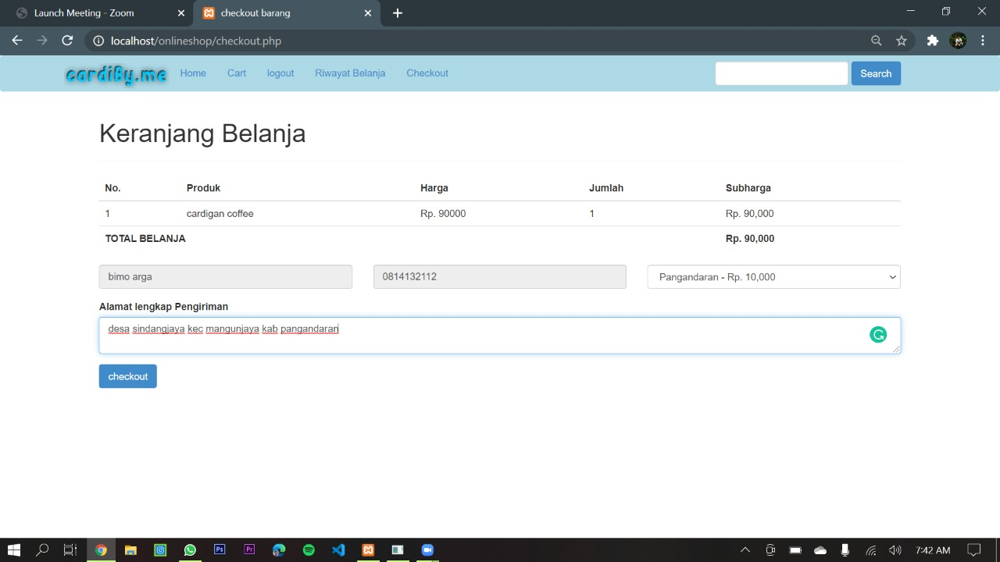 Launch Meeting - Zoom
checkout barang
localhost/onlineshop/checkout.php
cardiBy.me
Home
Cart
logout
Riwayat Belanja
Checkout
Search
Keranjang Belanja
No. Produk Harga Jumlah Subharga
1 cardigan coffee Rp. 90000 1 Rp. 90,000
TOTAL BELANJA Rp. 90,000
bimo arga
0814132112
Pangandaran - Rp. 10,000
Alamat lengkap Pengiriman
desa sindangjaya kec mangunjaya kab pangandaran
checkout
Ps
Pr
7:42 AM